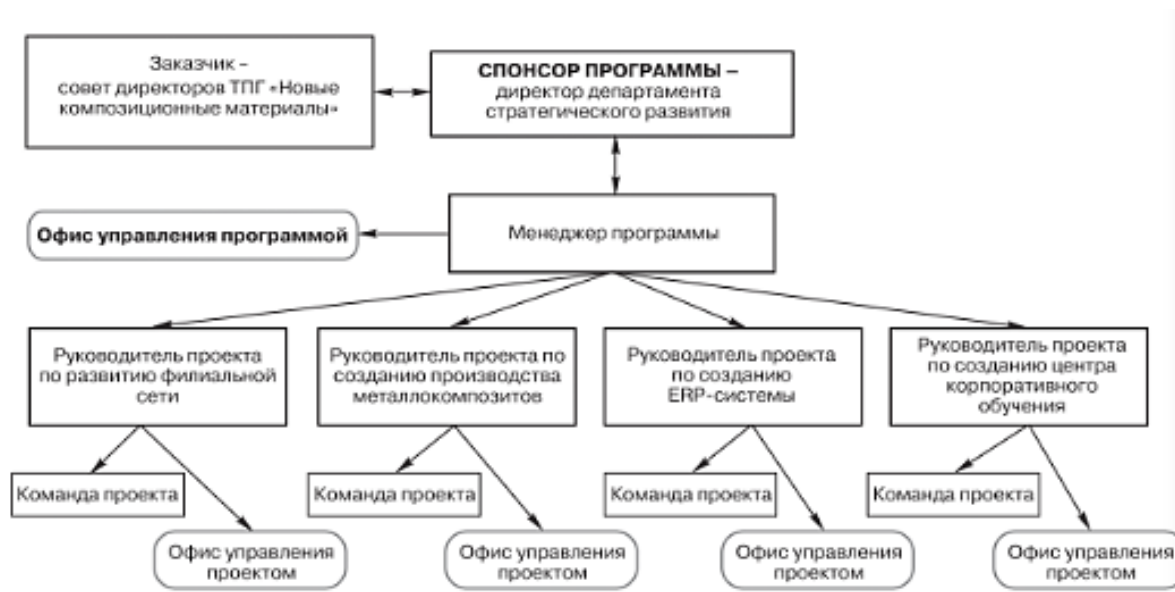 Заказчик –
совет директоров ТПГ «Новые
композиционные материалы»
СПОНСОР ПРОГРАММЫ –
директор департамента
стратегического развития
Офис управления программой
Менеджер программы
Руководитель проекта
по развитию филиальной
сети
Руководитель проекта по
созданию производства
металлокомпозитов
Руководитель проекта
по созданию
ERP-системы
Руководитель проекта
по созданию центра
корпоративного
обучения
Команда проекта
Команда проекта
Команда проекта
Команда проекта
Офис управления
проектом
Офис управления
проектом
Офис управления
проектом
Офис управления
проектом